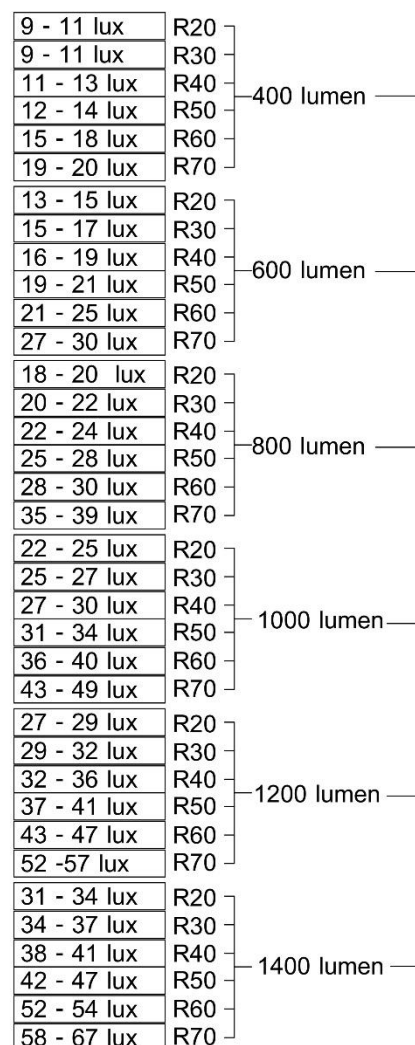 9 - 11 lux R20
9 - 11 lux R30
11 - 13 lux R40
400 lumen
12 - 14 lux R50
15 - 18 lux R60
19 - 20 lux R70
13 - 15 lux R20
15 - 17 lux R30
16 - 19 lux R40
600 lumen
19 - 21 lux R50
21 - 25 lux R60
27 - 30 lux R70
18 - 20 lux R20
20 - 22 lux R30
22 - 24 lux R40
800 lumen
25 - 28 lux R50
28 - 30 lux R60
35 - 39 lux R70
22 - 25 lux R20
25 - 27 lux R30
27 - 30 lux R40
1000 lumen
31 - 34 lux R50
36 - 40 lux R60
43 - 49 lux R70
27 - 29 lux R20
29 - 32 lux R30
32 - 36 lux R40
1200 lumen
37 - 41 lux R50
43 - 47 lux R60
52 -57 lux R70
31 - 34 lux R20
34 - 37 lux R30
38 - 41 lux R40
1400 lumen
42 - 47 lux R50
52 - 54 lux R60
58 - 67 lux R70